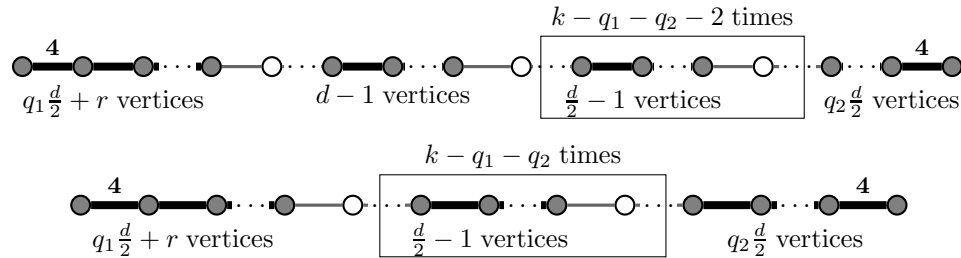 k − q₁ − q₂ − 2 times
4 4
q₁ d/2 + r vertices d − 1 vertices d/2 − 1 vertices q₂ d/2 vertices
k − q₁ − q₂ times
4 4
q₁ d/2 + r vertices d/2 − 1 vertices q₂ d/2 vertices